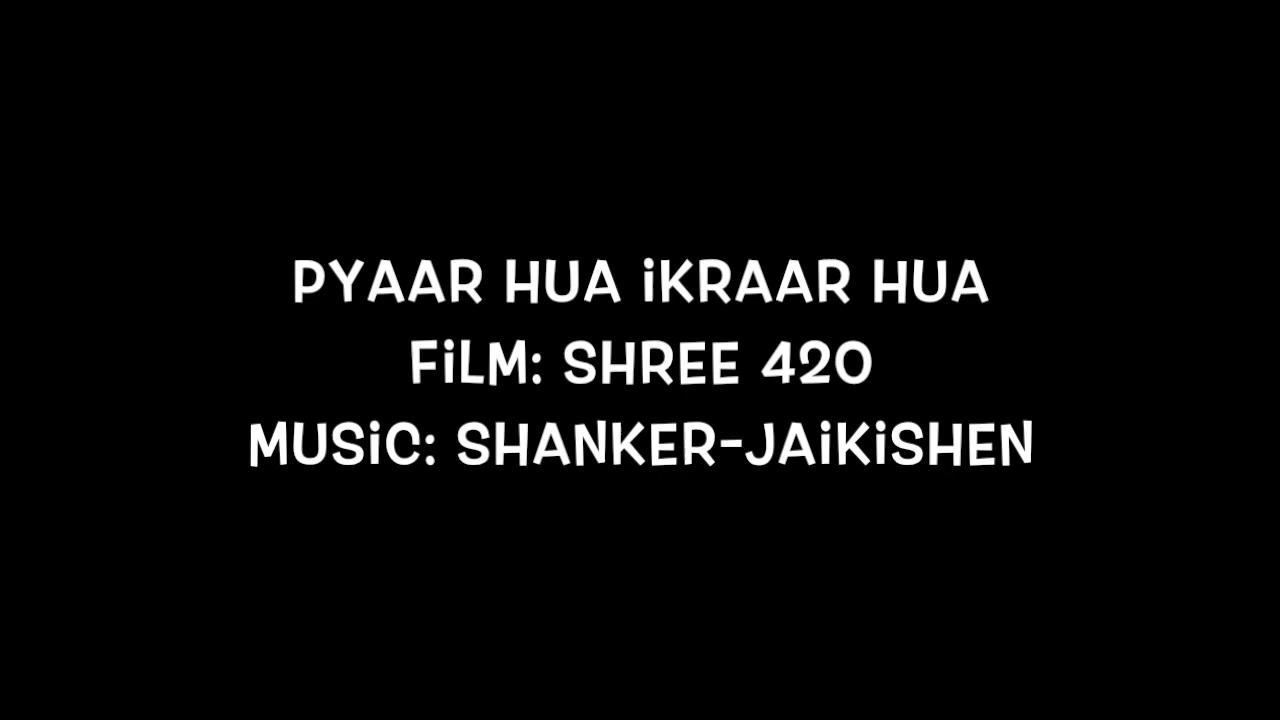 PYAAR HUA iKRAAR HUA
FiLM: SHREE 420
MUSiC: SHANKER-JAiKiSHEN